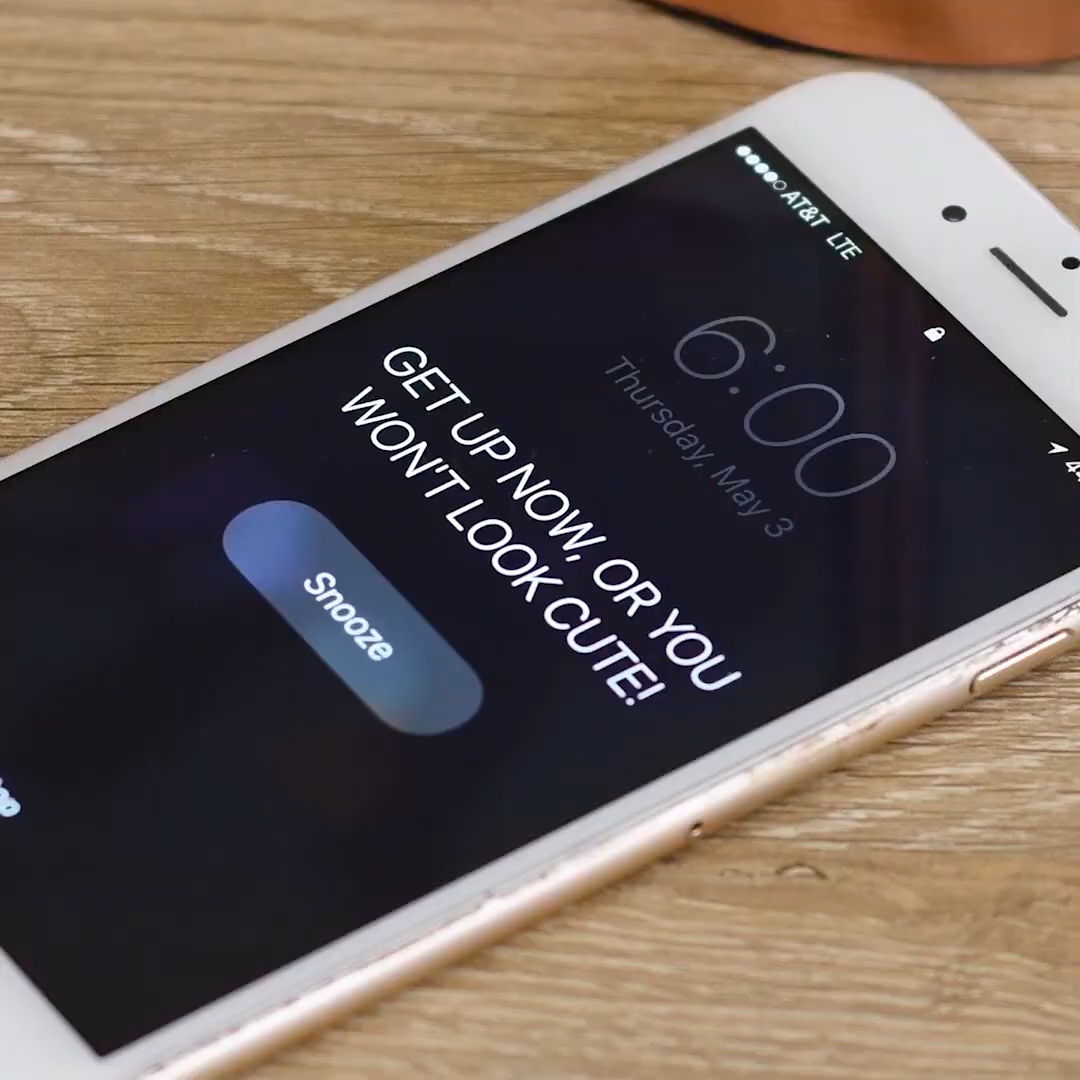 AT&T LTE
6:00
Thursday, May 3
GET UP NOW, OR YOU
WON'T LOOK CUTE!
Snooze